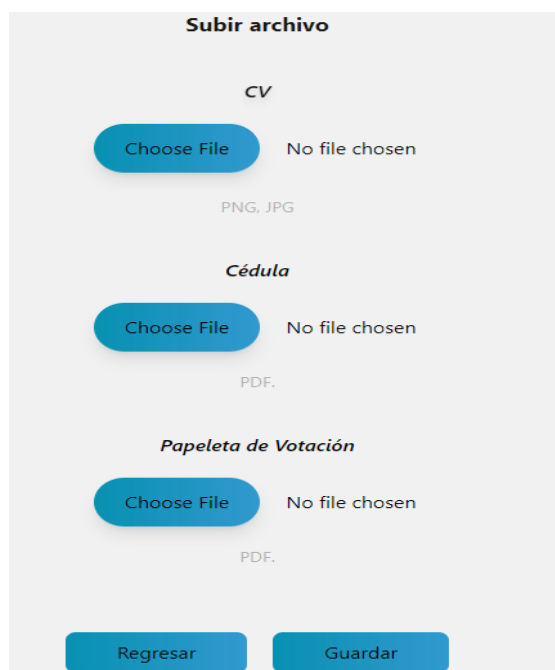 Subir archivo
CV
Choose File No file chosen
PNG, JPG
Cédula
Choose File No file chosen
PDF.
Papeleta de Votación
Choose File No file chosen
PDF.
Regresar Guardar